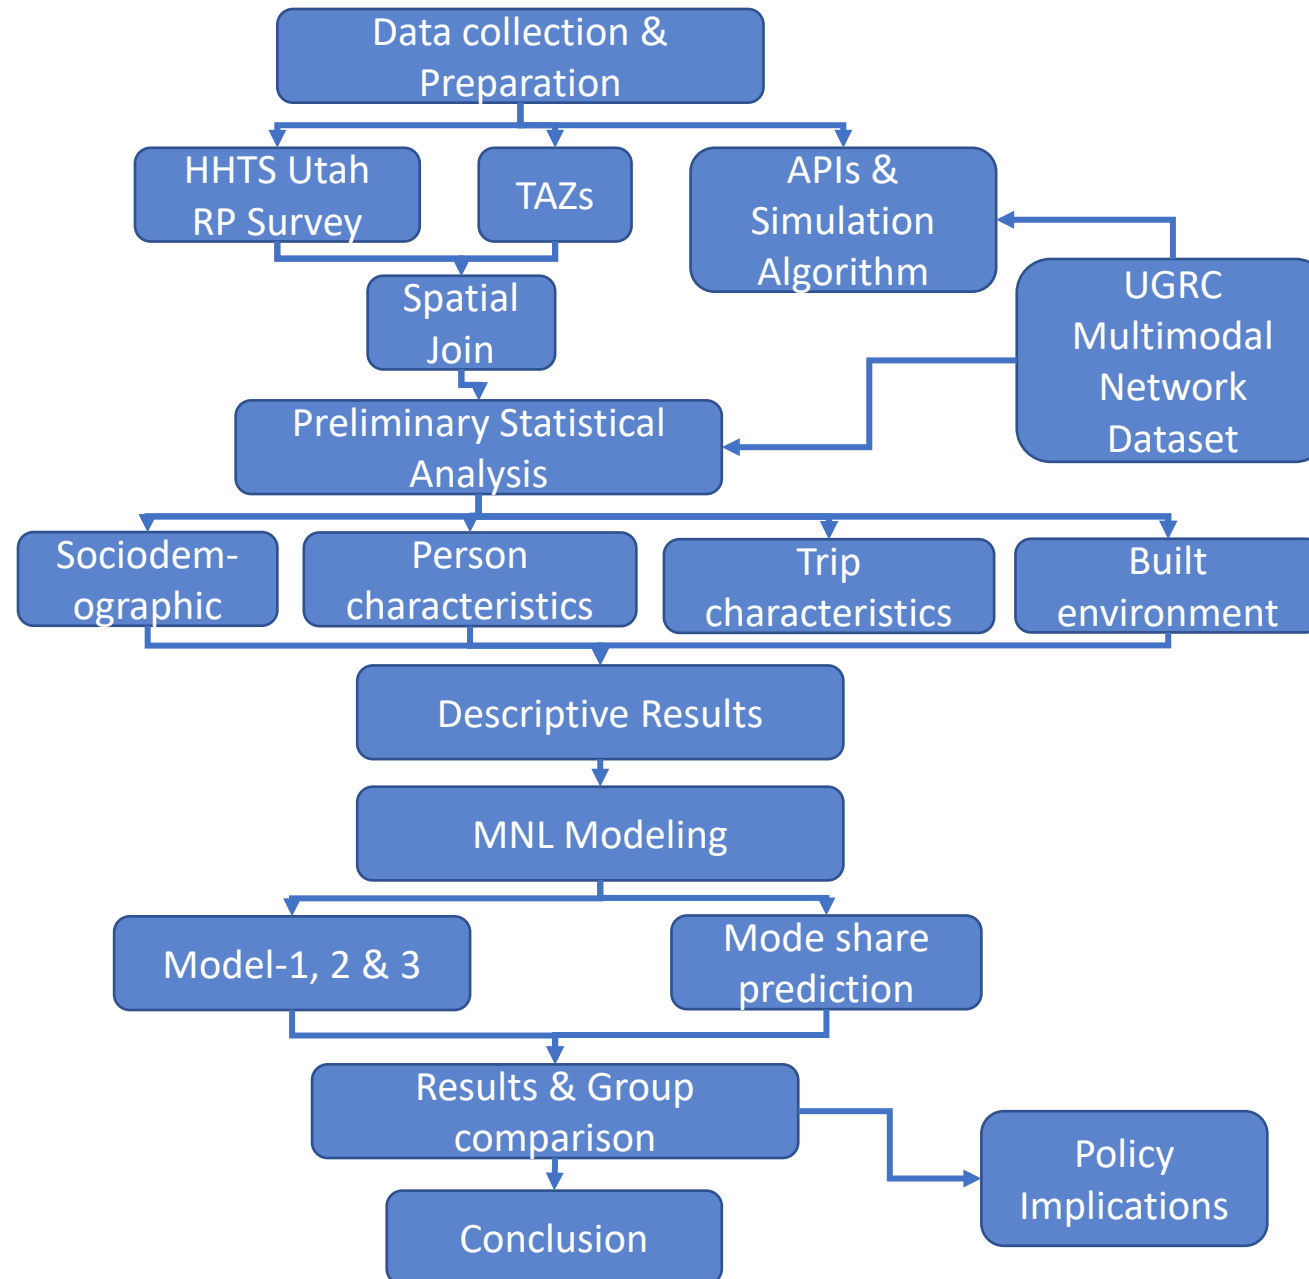 Data collection &
Preparation
HHTS Utah
RP Survey
TAZs
APIs &
Simulation
Algorithm
UGRC
Multimodal
Network
Dataset
Spatial
Join
Preliminary Statistical
Analysis
Sociodem-
ographic
Person
characteristics
Trip
characteristics
Built
environment
Descriptive Results
MNL Modeling
Model-1, 2 & 3
Mode share
prediction
Results & Group
comparison
Policy
Implications
Conclusion